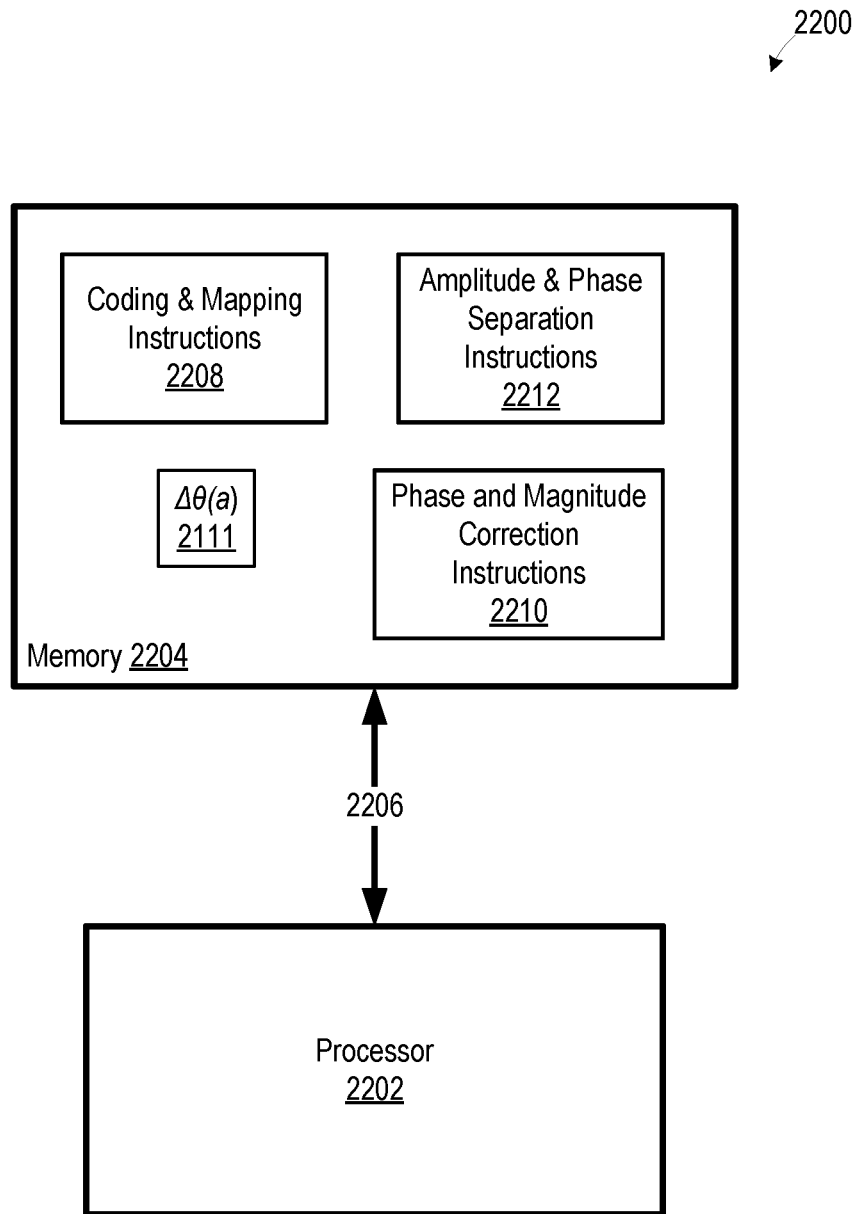 2200
Coding & Mapping
Instructions
2208
Amplitude & Phase
Separation
Instructions
2212
Δθ(a)
2111
Phase and Magnitude
Correction
Instructions
2210
Memory 2204
2206
Processor
2202